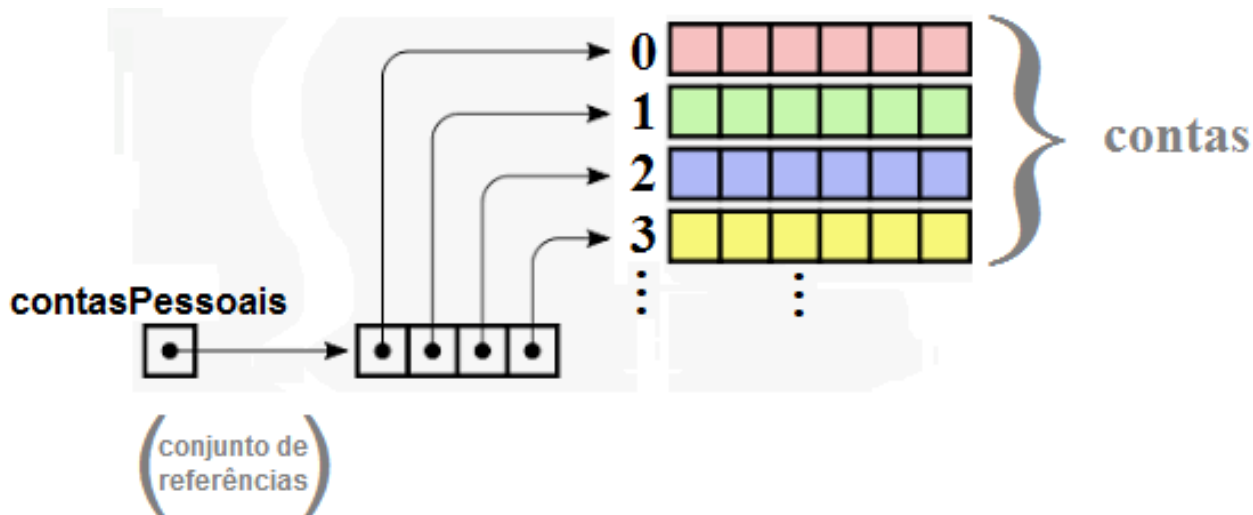 0
1
contas
2
3
contasPessoais
(conjunto de
referências)